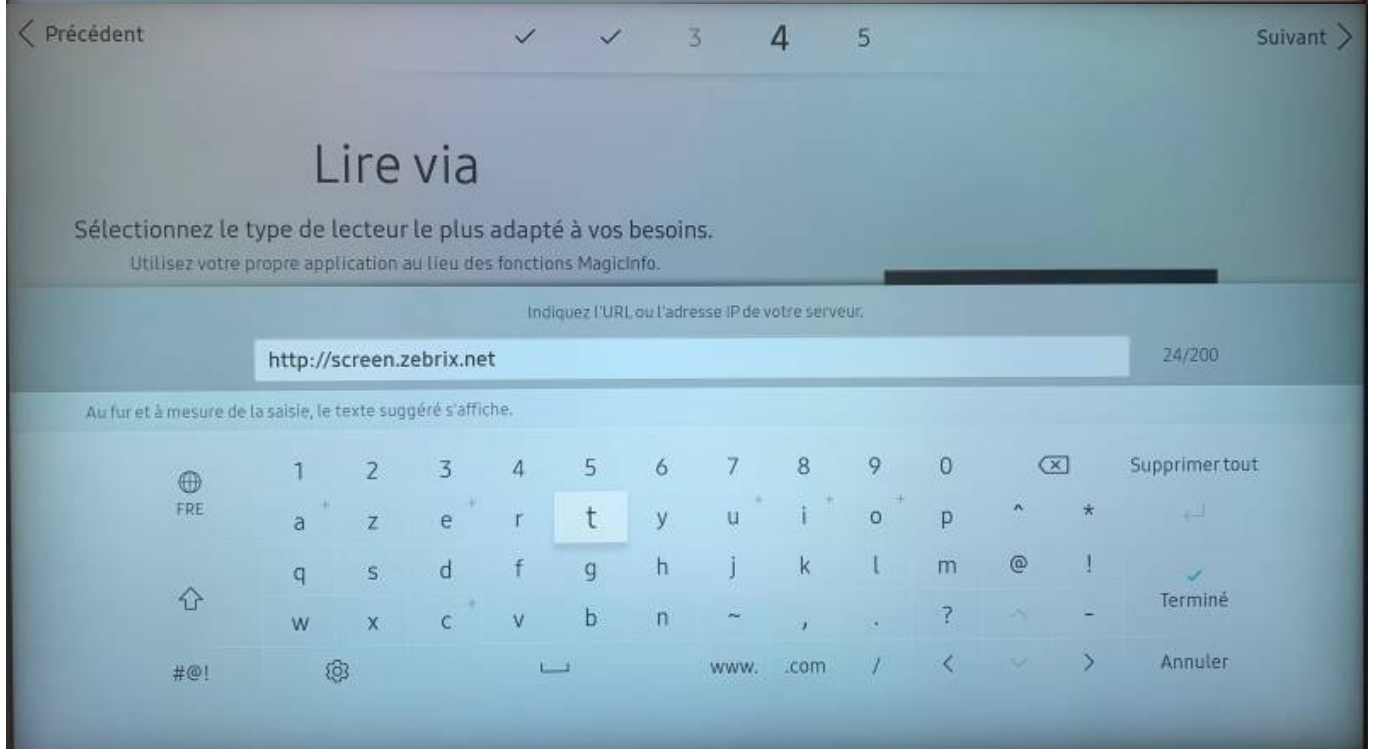 Précédent 3 4 5 Suivant
Lire via
Sélectionnez le type de lecteur le plus adapté à vos besoins.
Utilisez votre propre application au lieu des fonctions MagicInfo.
Indiquez l'URL ou l'adresse IP de votre serveur.
http://screen.zebrix.net 24/200
Au fur et à mesure de la saisie, le texte suggéré s'affiche.
1 2 3 4 5 6 7 8 9 0 Supprimer tout
FRE
a z e r t y u i o p ^ *
q s d f g h j k l m @ !
Terminé
w x c v b n ~ , . ? ^ -
#@! www. .com / < > Annuler